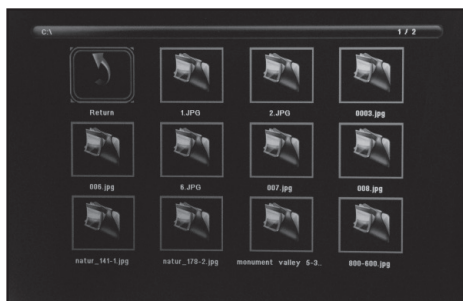 C:\ 1 / 2
Return 1.JPG 2.JPG 0003.jpg
006.jpg 6.JPG 007.jpg 008.jpg
natur_141-1.jpg natur_178-2.jpg monument valley 5-3.. 800-600.jpg